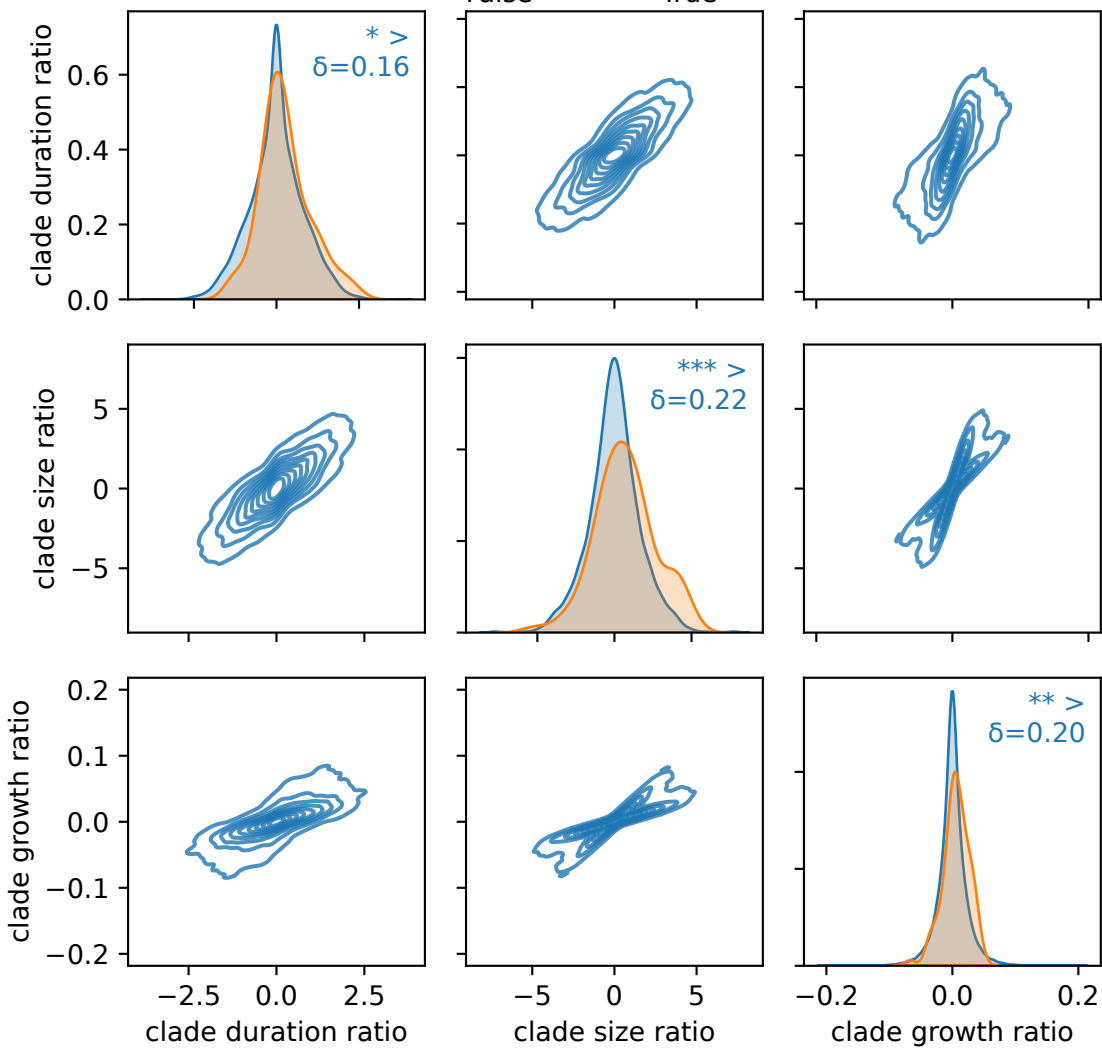 clade duration ratio
0.6
0.4
0.2
0.0
* >
δ=0.16
clade size ratio
5
0
−5
*** >
δ=0.22
clade growth ratio
0.2
0.1
0.0
−0.1
−0.2
** >
δ=0.20
−2.5 0.0 2.5
−5 0 5
−0.2 0.0 0.2
clade duration ratio
clade size ratio
clade growth ratio